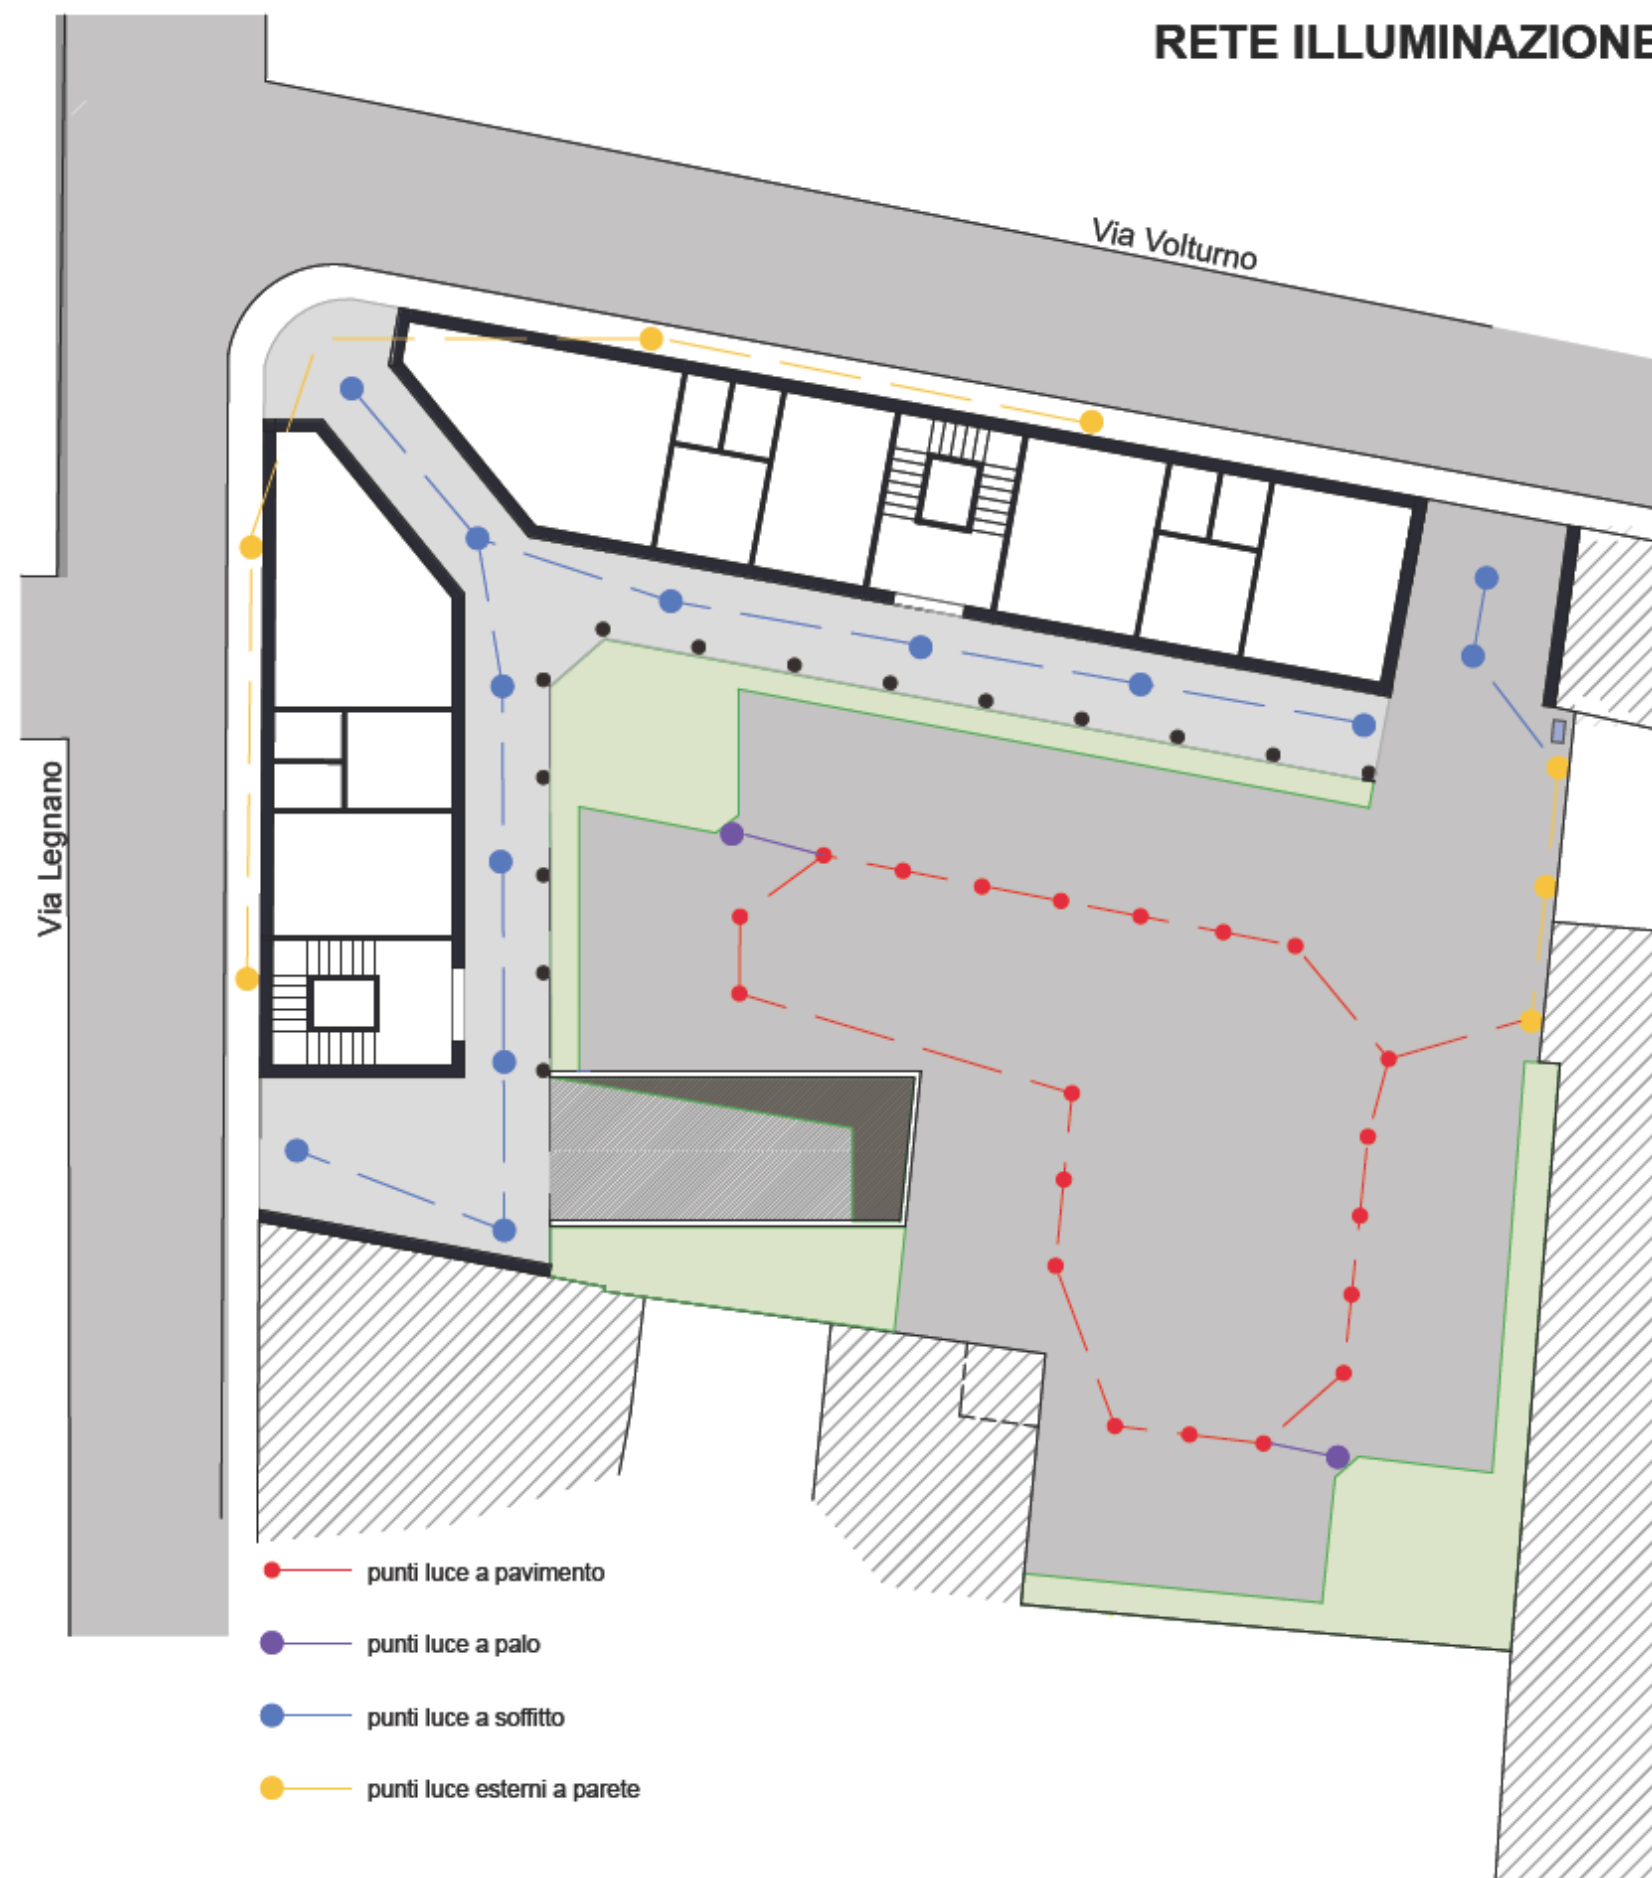 RETE ILLUMINAZIONE
Via Volturno
Via Legnano
punti luce a pavimento
punti luce a palo
punti luce a soffitto
punti luce esterni a parete